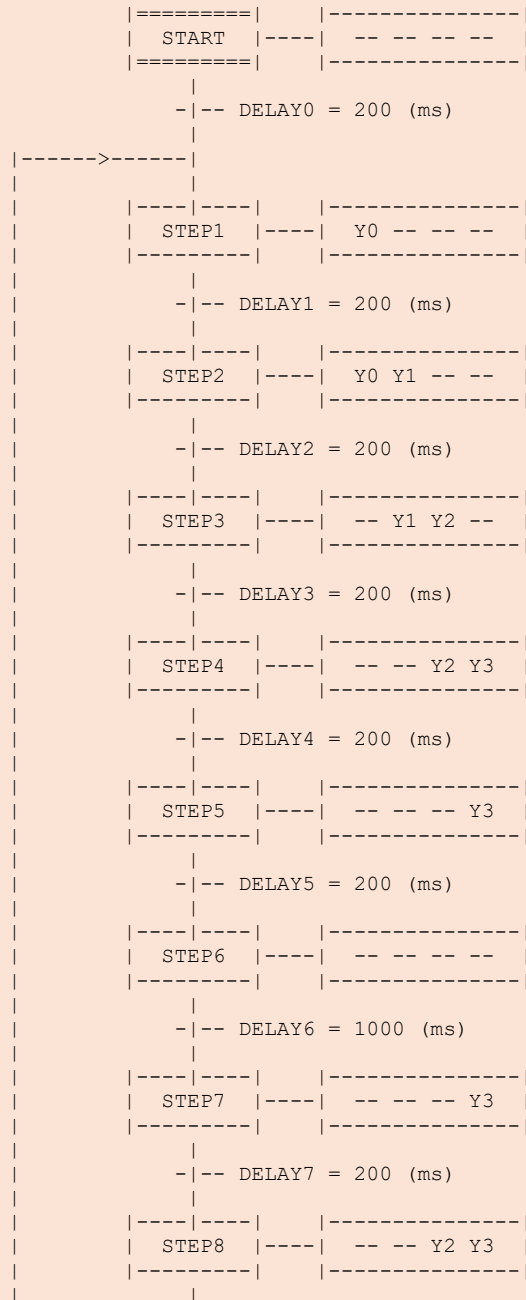 |=========|    |---------------|
            |  START  |----|  -- -- -- --  |
            |=========|    |---------------|
                 |
                -|-- DELAY0 = 200 (ms)
                 |
|------>------|
|                |
|           |----|----|    |---------------|
|           |  STEP1  |----|  Y0 -- -- --  |
|           |---------|    |---------------|
|                |
|               -|-- DELAY1 = 200 (ms)
|                |
|           |----|----|    |---------------|
|           |  STEP2  |----|  Y0 Y1 -- --  |
|           |---------|    |---------------|
|                |
|               -|-- DELAY2 = 200 (ms)
|                |
|           |----|----|    |---------------|
|           |  STEP3  |----|  -- Y1 Y2 --  |
|           |---------|    |---------------|
|                |
|               -|-- DELAY3 = 200 (ms)
|                |
|           |----|----|    |---------------|
|           |  STEP4  |----|  -- -- Y2 Y3  |
|           |---------|    |---------------|
|                |
|               -|-- DELAY4 = 200 (ms)
|                |
|           |----|----|    |---------------|
|           |  STEP5  |----|  -- -- -- Y3  |
|           |---------|    |---------------|
|                |
|               -|-- DELAY5 = 200 (ms)
|                |
|           |----|----|    |---------------|
|           |  STEP6  |----|  -- -- -- --  |
|           |---------|    |---------------|
|                |
|               -|-- DELAY6 = 1000 (ms)
|                |
|           |----|----|    |---------------|
|           |  STEP7  |----|  -- -- -- Y3  |
|           |---------|    |---------------|
|                |
|               -|-- DELAY7 = 200 (ms)
|                |
|           |----|----|    |---------------|
|           |  STEP8  |----|  -- -- Y2 Y3  |
|           |---------|    |---------------|
|                |